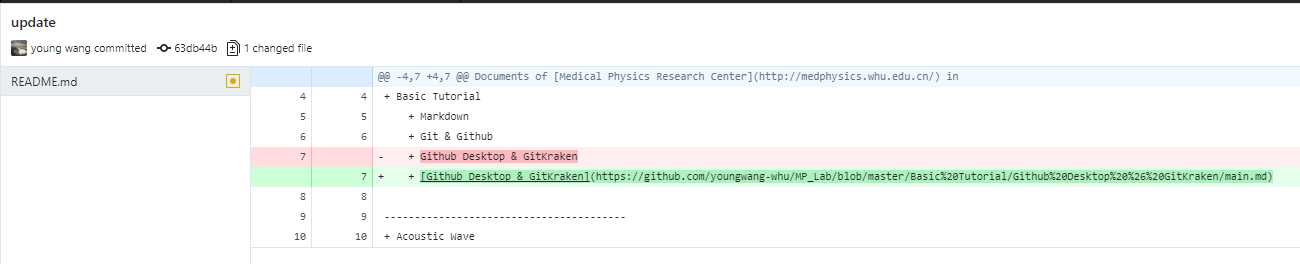 update
young wang committed 63db44b 1 changed file
README.md
@@ -4,7 +4,7 @@ Documents of [Medical Physics Research Center](http://medphysics.whu.edu.cn/) in
4 4 + Basic Tutorial
5 5 + Markdown
6 6 + Git & Github
7 - + Github Desktop & GitKraken
7 + + [Github Desktop & GitKraken](https://github.com/youngwang-whu/MP_Lab/blob/master/Basic%20Tutorial/Github%20Desktop%20%26%20GitKraken/main.md)
8 8
9 9 ----------------------------------------
10 10 + Acoustic Wave